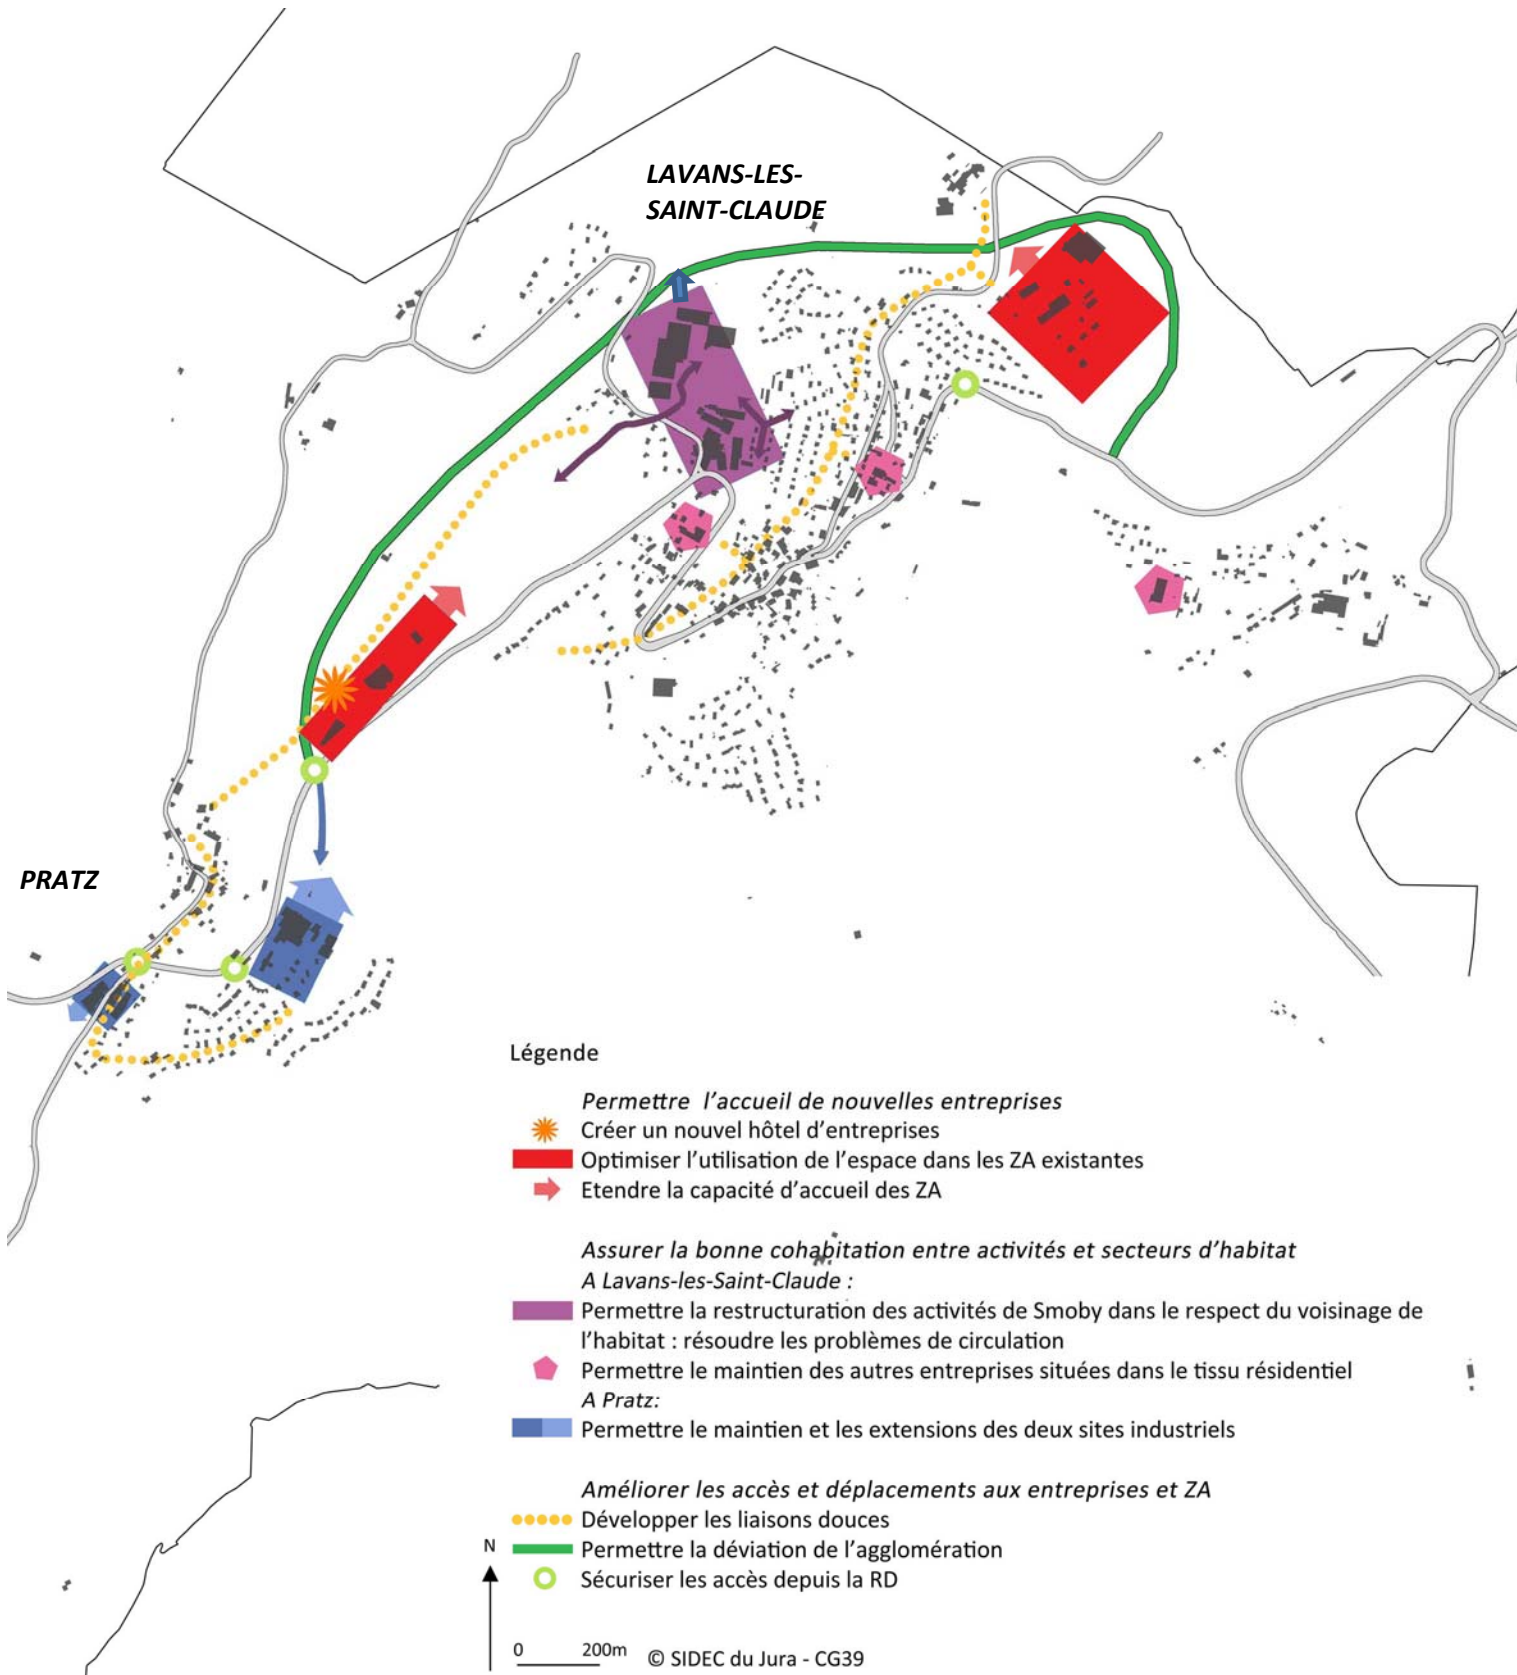 LAVANS-LES-
SAINT-CLAUDE
PRATZ
Légende
Permettre l'accueil de nouvelles entreprises
Créer un nouvel hôtel d'entreprises
Optimiser l'utilisation de l'espace dans les ZA existantes
Etendre la capacité d'accueil des ZA
Assurer la bonne cohabitation entre activités et secteurs d'habitat
A Lavans-les-Saint-Claude :
Permettre la restructuration des activités de Smoby dans le respect du voisinage de
l'habitat : résoudre les problèmes de circulation
Permettre le maintien des autres entreprises situées dans le tissu résidentiel
A Pratz:
Permettre le maintien et les extensions des deux sites industriels
Améliorer les accès et déplacements aux entreprises et ZA
Développer les liaisons douces
Permettre la déviation de l'agglomération
Sécuriser les accès depuis la RD
N
0 200m © SIDEC du Jura - CG39